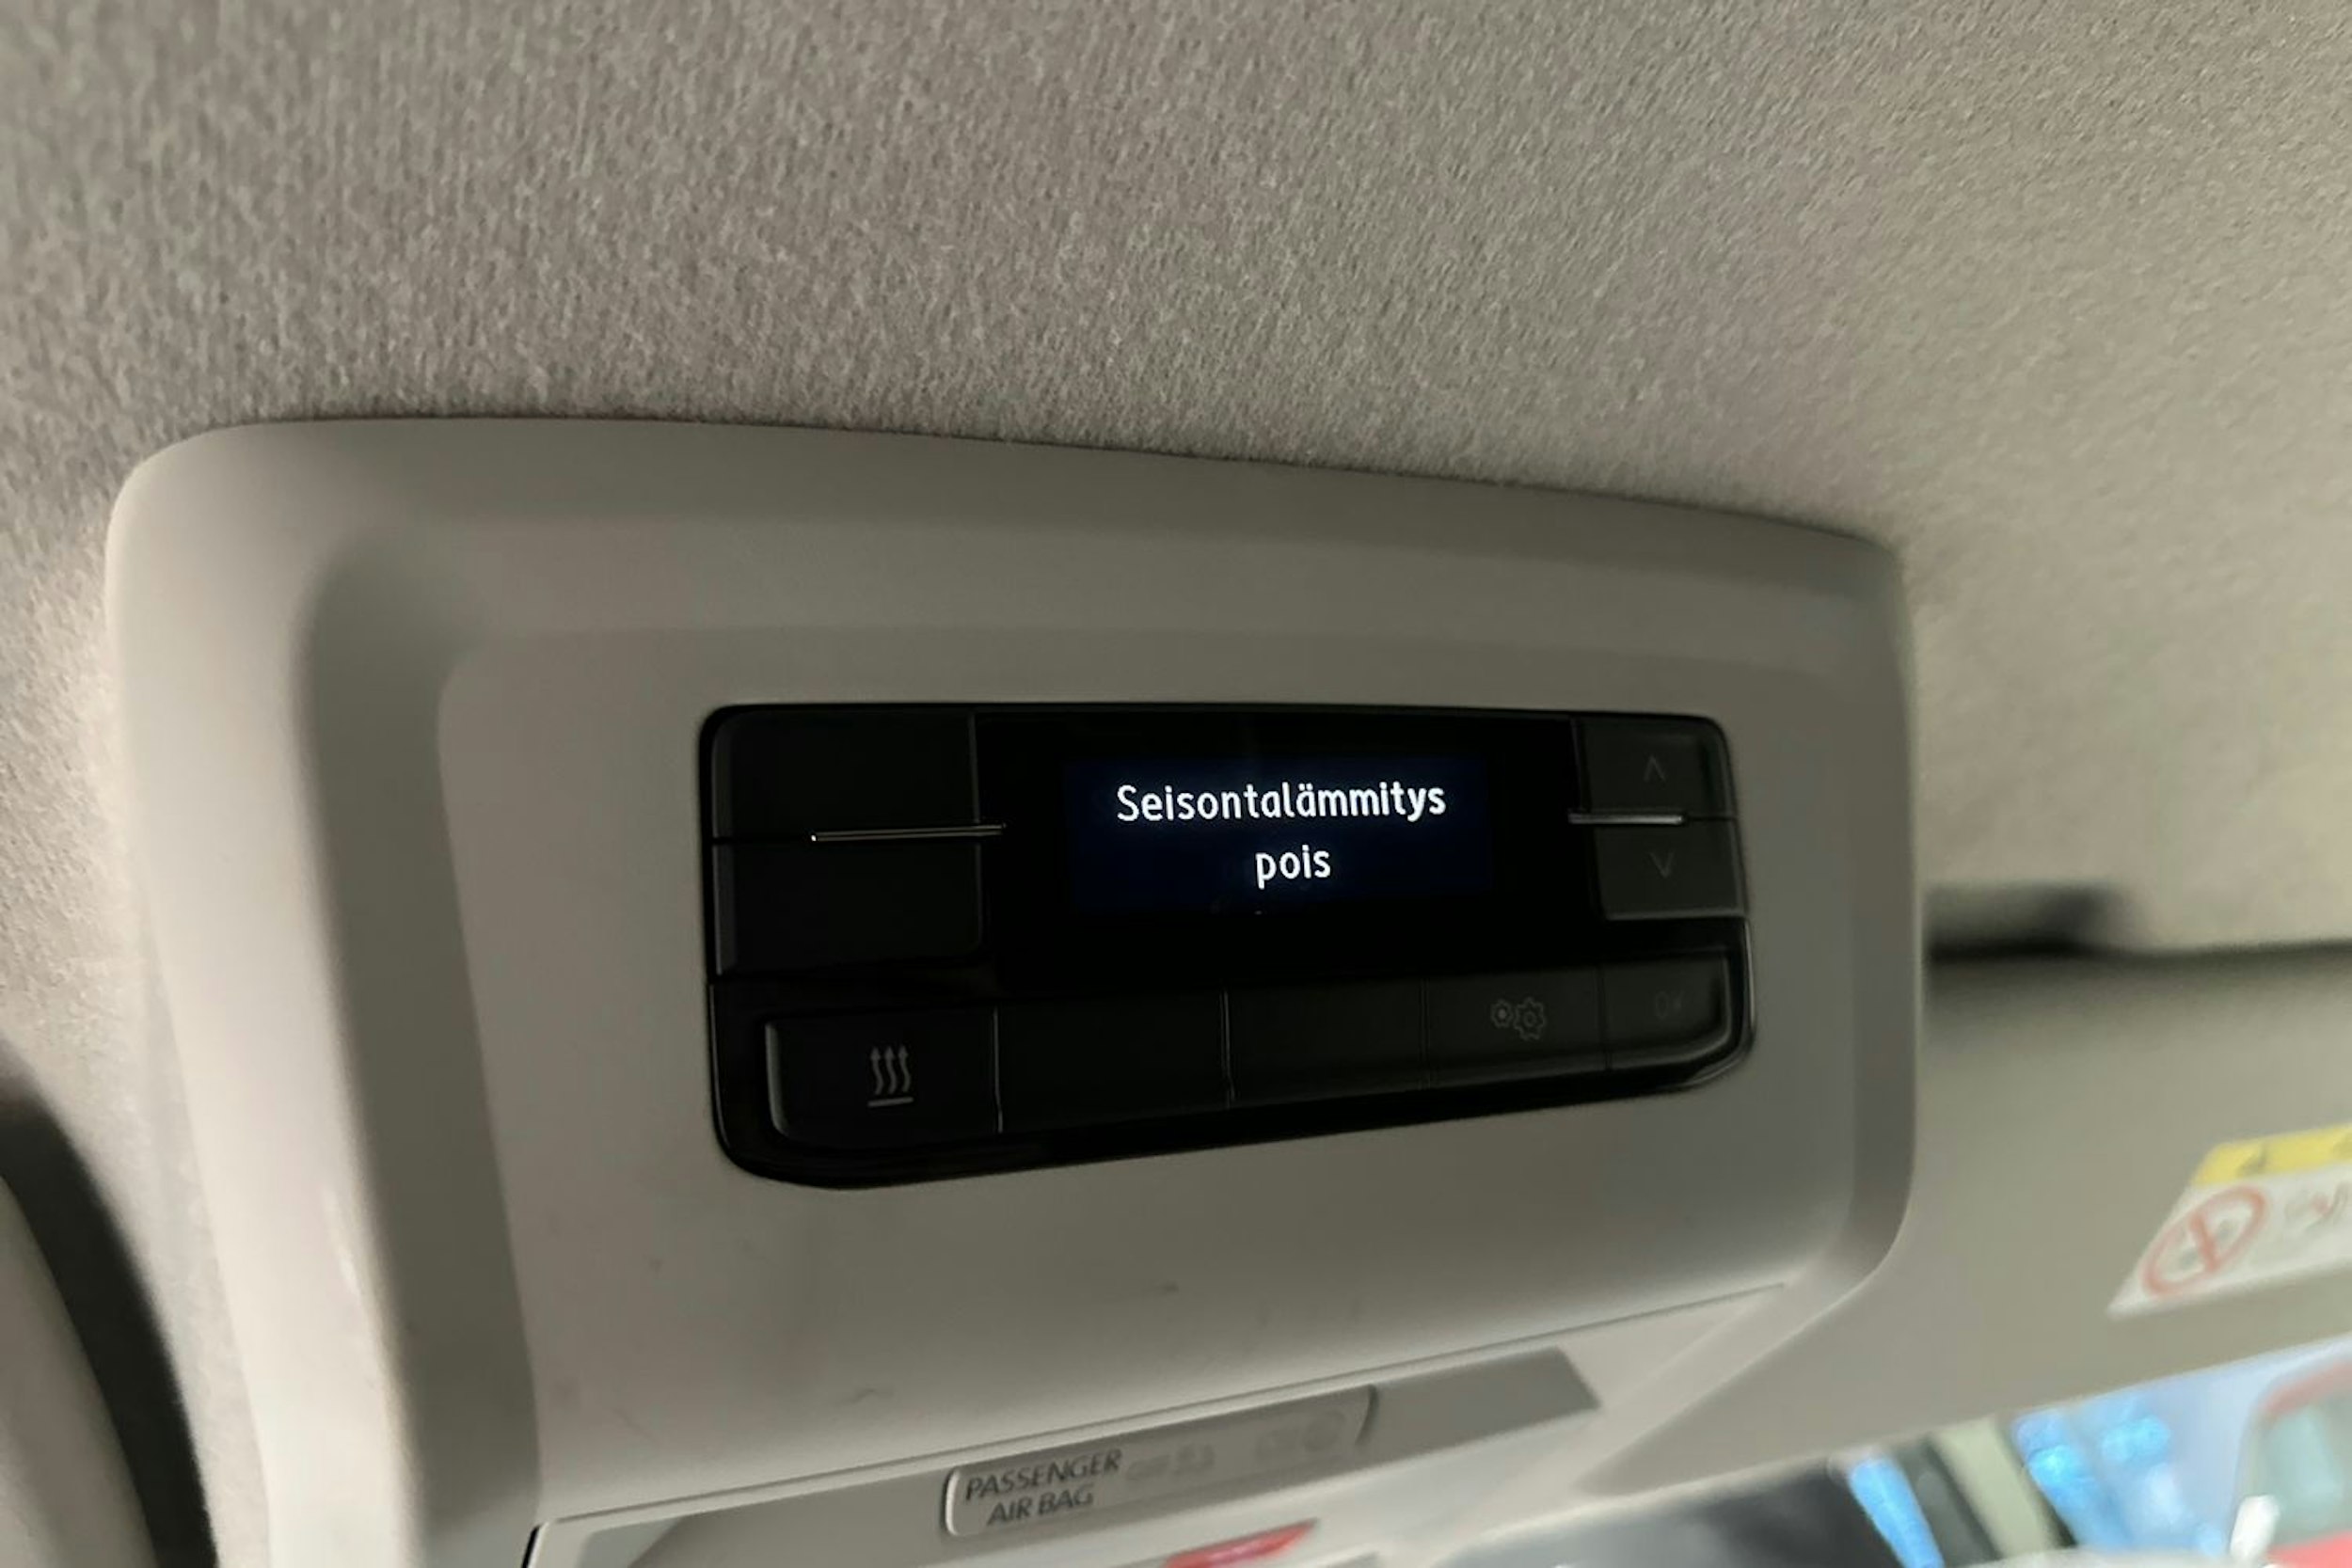 Seisontalämmitys
pois
PASSENGER
AIR BAG